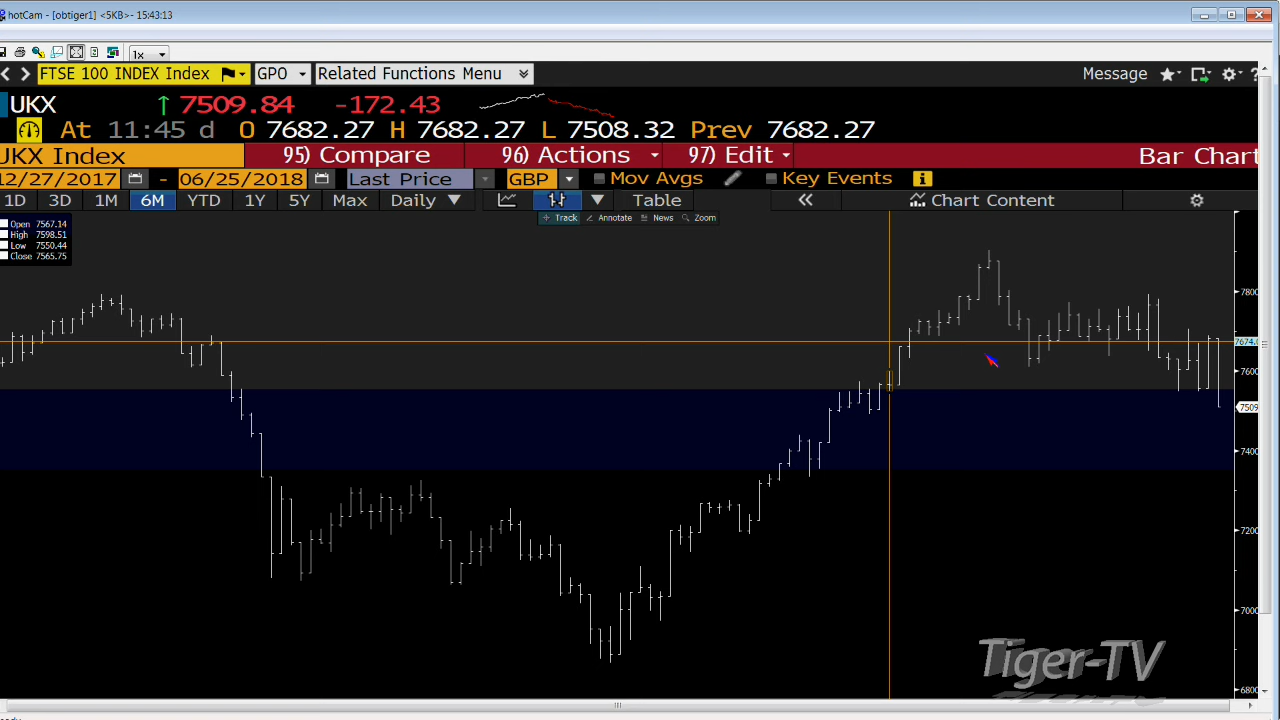 hotCam - [obtiger1] <5KB>- 15:43:13
1x
FTSE 100 INDEX Index GPO Related Functions Menu Message ?
UKX ↑ 7509.84 -172.43
At 11:45 d O 7682.27 H 7682.27 L 7508.32 Prev 7682.27
UKX Index 95) Compare 96) Actions 97) Edit Bar Chart
12/27/2017 - 06/25/2018 Last Price GBP Mov Avgs Key Events i
1D 3D 1M 6M YTD 1Y 5Y Max Daily Table « Chart Content
Track Annotate News Zoom
Open 7567.14
High 7598.51
Low 7550.44
Close 7565.75
7800
7674.0
7600
7509
7400
7200
7000
Tiger-TV
6800